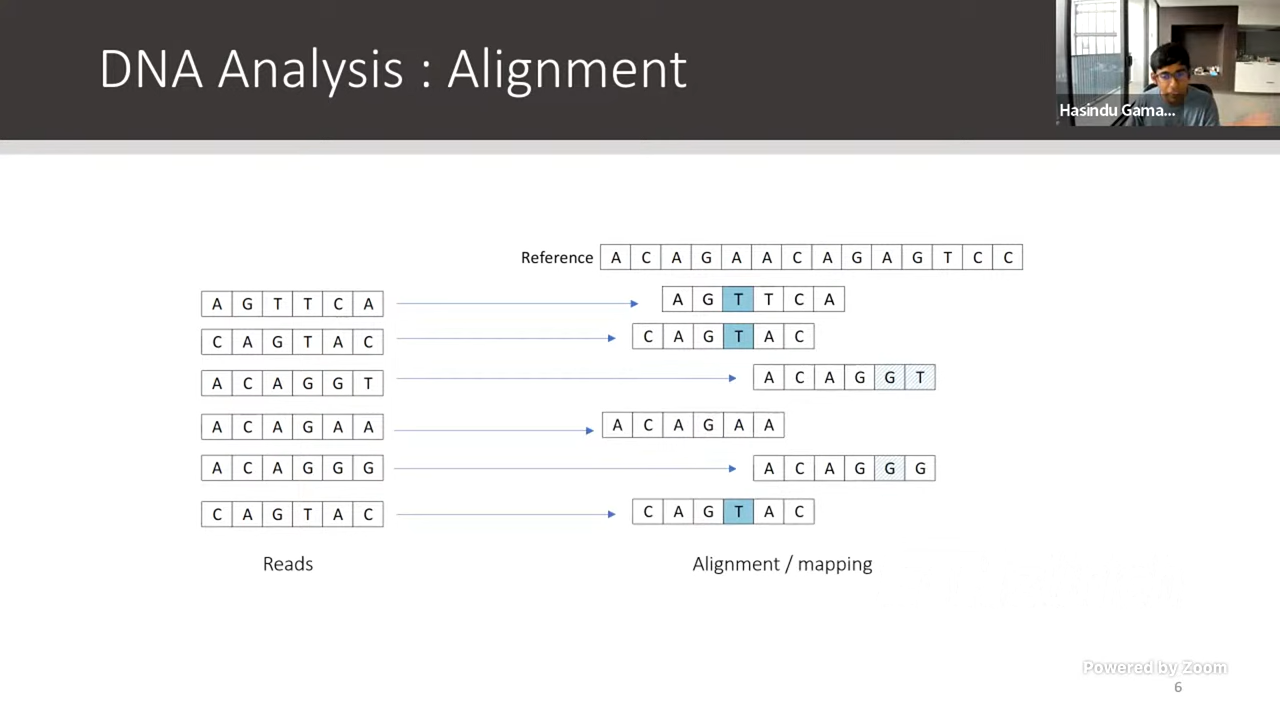 DNA Analysis : Alignment
Hasindu Gama...
Reference A C A G A A C A G A G T C C
A G T T C A A G T T C A
C A G T A C C A G T A C
A C A G G T A C A G G T
A C A G A A A C A G A A
A C A G G G A C A G G G
C A G T A C C A G T A C
Reads Alignment / mapping
Powered by Zoom
6